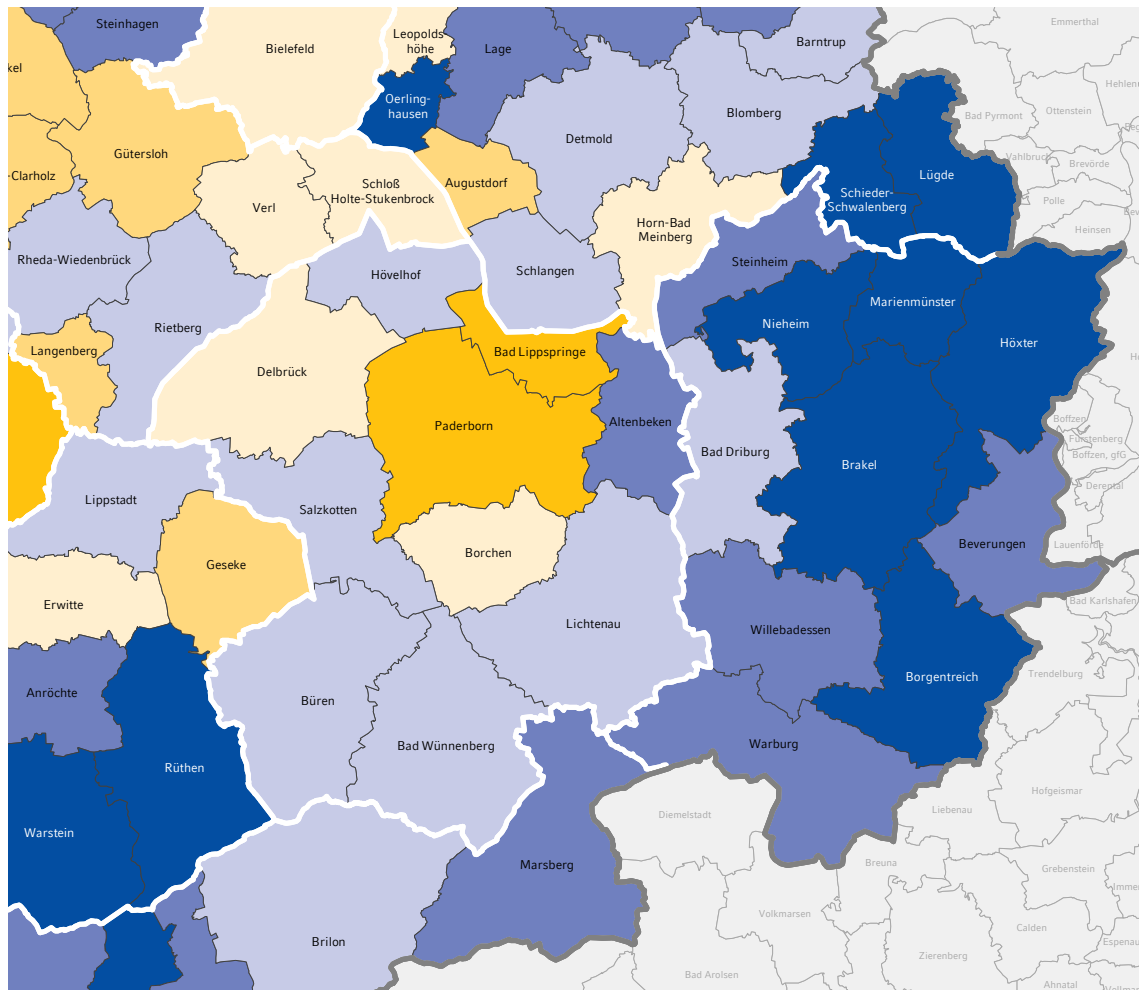 Steinhagen
Bielefeld
Leopolds
höhe
Lage
Barntrup
Emmerthal
kel
Oerling-
hausen
Blomberg
Bad Pyrmont
Ottenstein
Gütersloh
Detmold
Vahlbruch
Brevörde
-Clarholz
Verl
Schloß
Holte-Stukenbrock
Augustdorf
Schieder-
Schwalenberg
Lügde
Polle
Heinsen
Horn-Bad
Meinberg
Rheda-Wiedenbrück
Hövelhof
Schlangen
Steinheim
Marienmünster
Rietberg
Nieheim
Höxter
Langenberg
Bad Lippspringe
Delbrück
Paderborn
Altenbeken
Bad Driburg
Boffzen
Fürstenberg
Boffzen, gfG
Brakel
Derental
Lippstadt
Salzkotten
Beverungen
Lauenförde
Geseke
Borchen
Erwitte
Lichtenau
Willebadessen
Bad Karlshafen
Anröchte
Büren
Borgentreich
Trendelburg
Bad Wünnenberg
Warburg
Rüthen
Hofgeismar
Diemelstadt
Liebenau
Warstein
Marsberg
Breuna
Grebenstein
Volkmarsen
Calden
Brilon
Zierenberg
Espenau
Bad Arolsen
Ahnatal